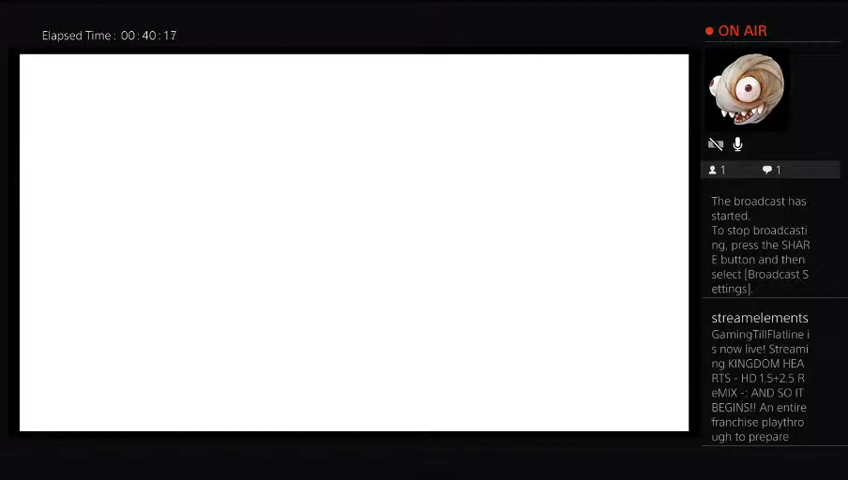 Elapsed Time: 00:40:17
ON AIR
1
1
The broadcast has
started.
To stop broadcasti
ng, press the SHAR
E button and then
select [Broadcast S
ettings].
streamelements
GamingTillFlatline i
s now live! Streami
ng KINGDOM HEA
RTS - HD 1.5+2.5 R
eMIX -: AND SO IT
BEGINS!! An entire
franchise playthro
ugh to prepare